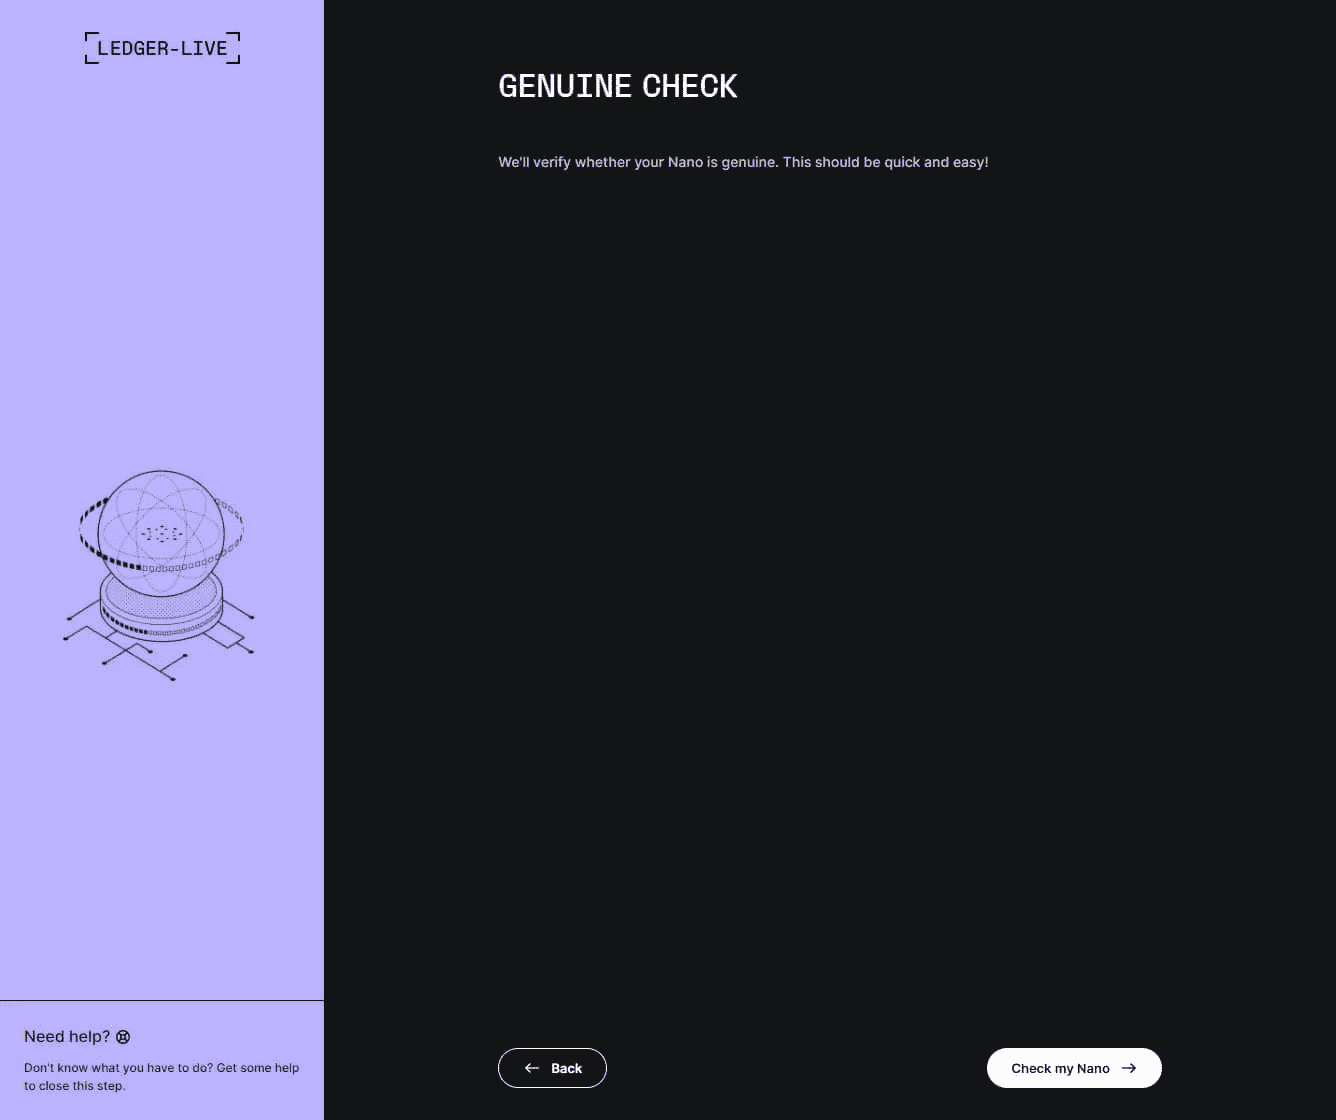 LEDGER-LIVE
GENUINE CHECK
We'll verify whether your Nano is genuine. This should be quick and easy!
Need help?
Don't know what you have to do? Get some help
to close this step.
Back
Check my Nano